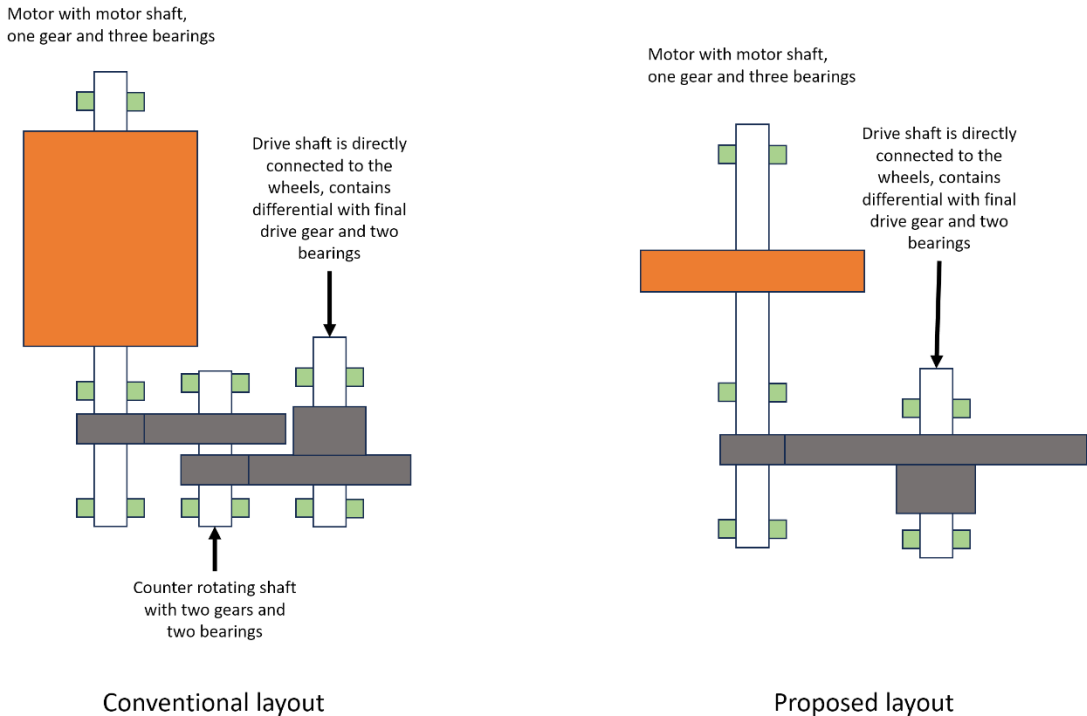 Motor with motor shaft,
one gear and three bearings
Drive shaft is directly
connected to the
wheels, contains
differential with final
drive gear and two
bearings
Counter rotating shaft
with two gears and
two bearings
Conventional layout
Motor with motor shaft,
one gear and three bearings
Drive shaft is directly
connected to the
wheels, contains
differential with final
drive gear and two
bearings
Proposed layout